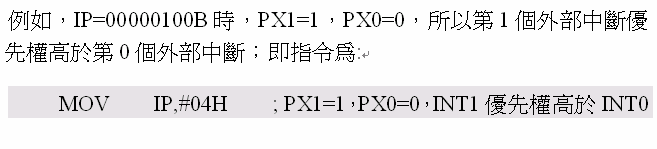 例如，IP=00000100B 時，PX1=1，PX0=0，所以第 1 個外部中斷優
先權高於第 0 個外部中斷；即指令為:
MOV IP,#04H ; PX1=1，PX0=0，INT1 優先權高於 INT0